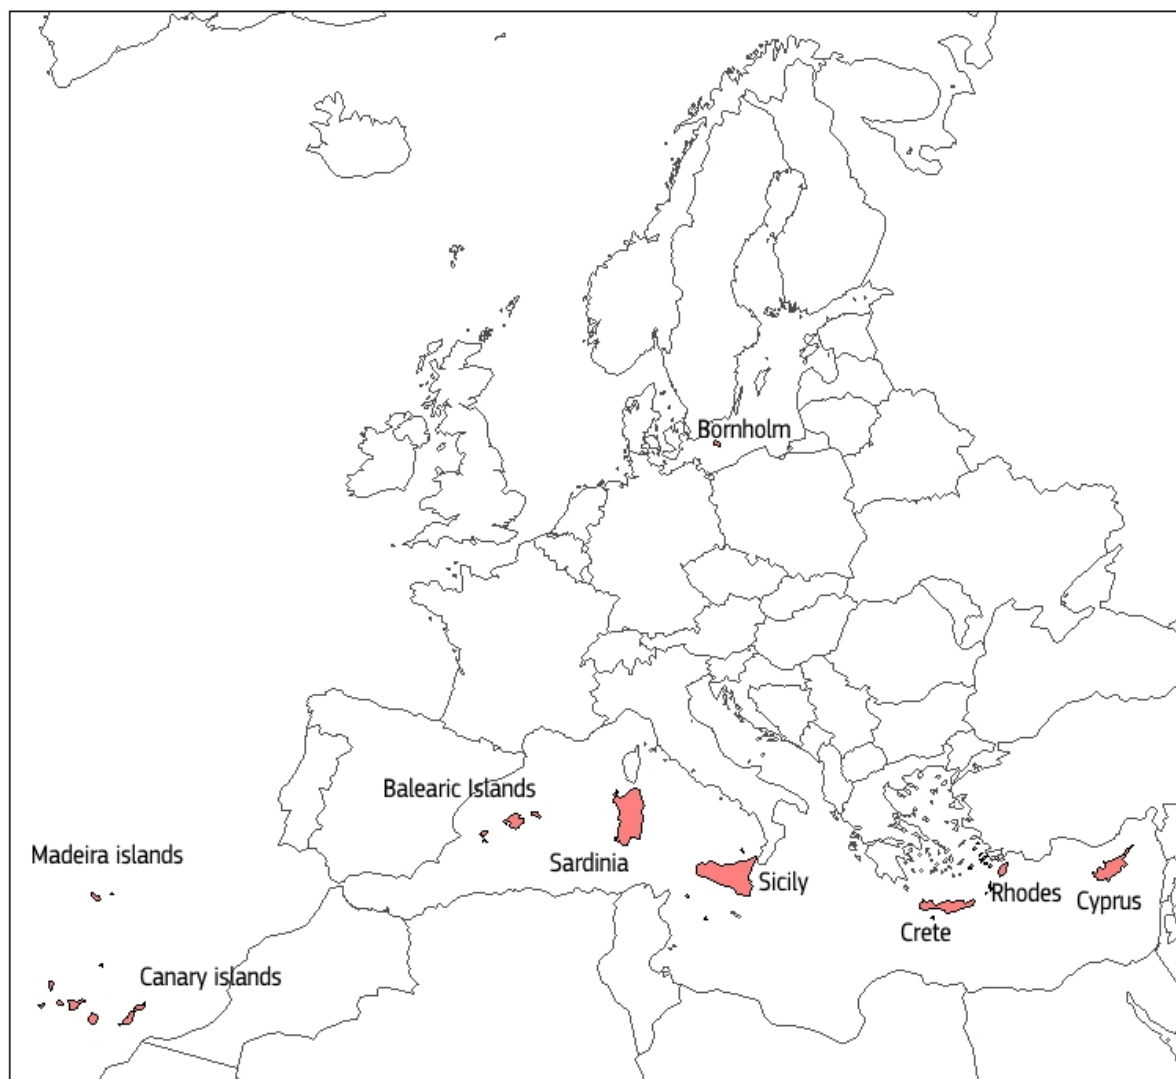 Bornholm
Balearic Islands
Madeira islands
Sardinia
Sicily
Rhodes
Cyprus
Crete
Canary islands